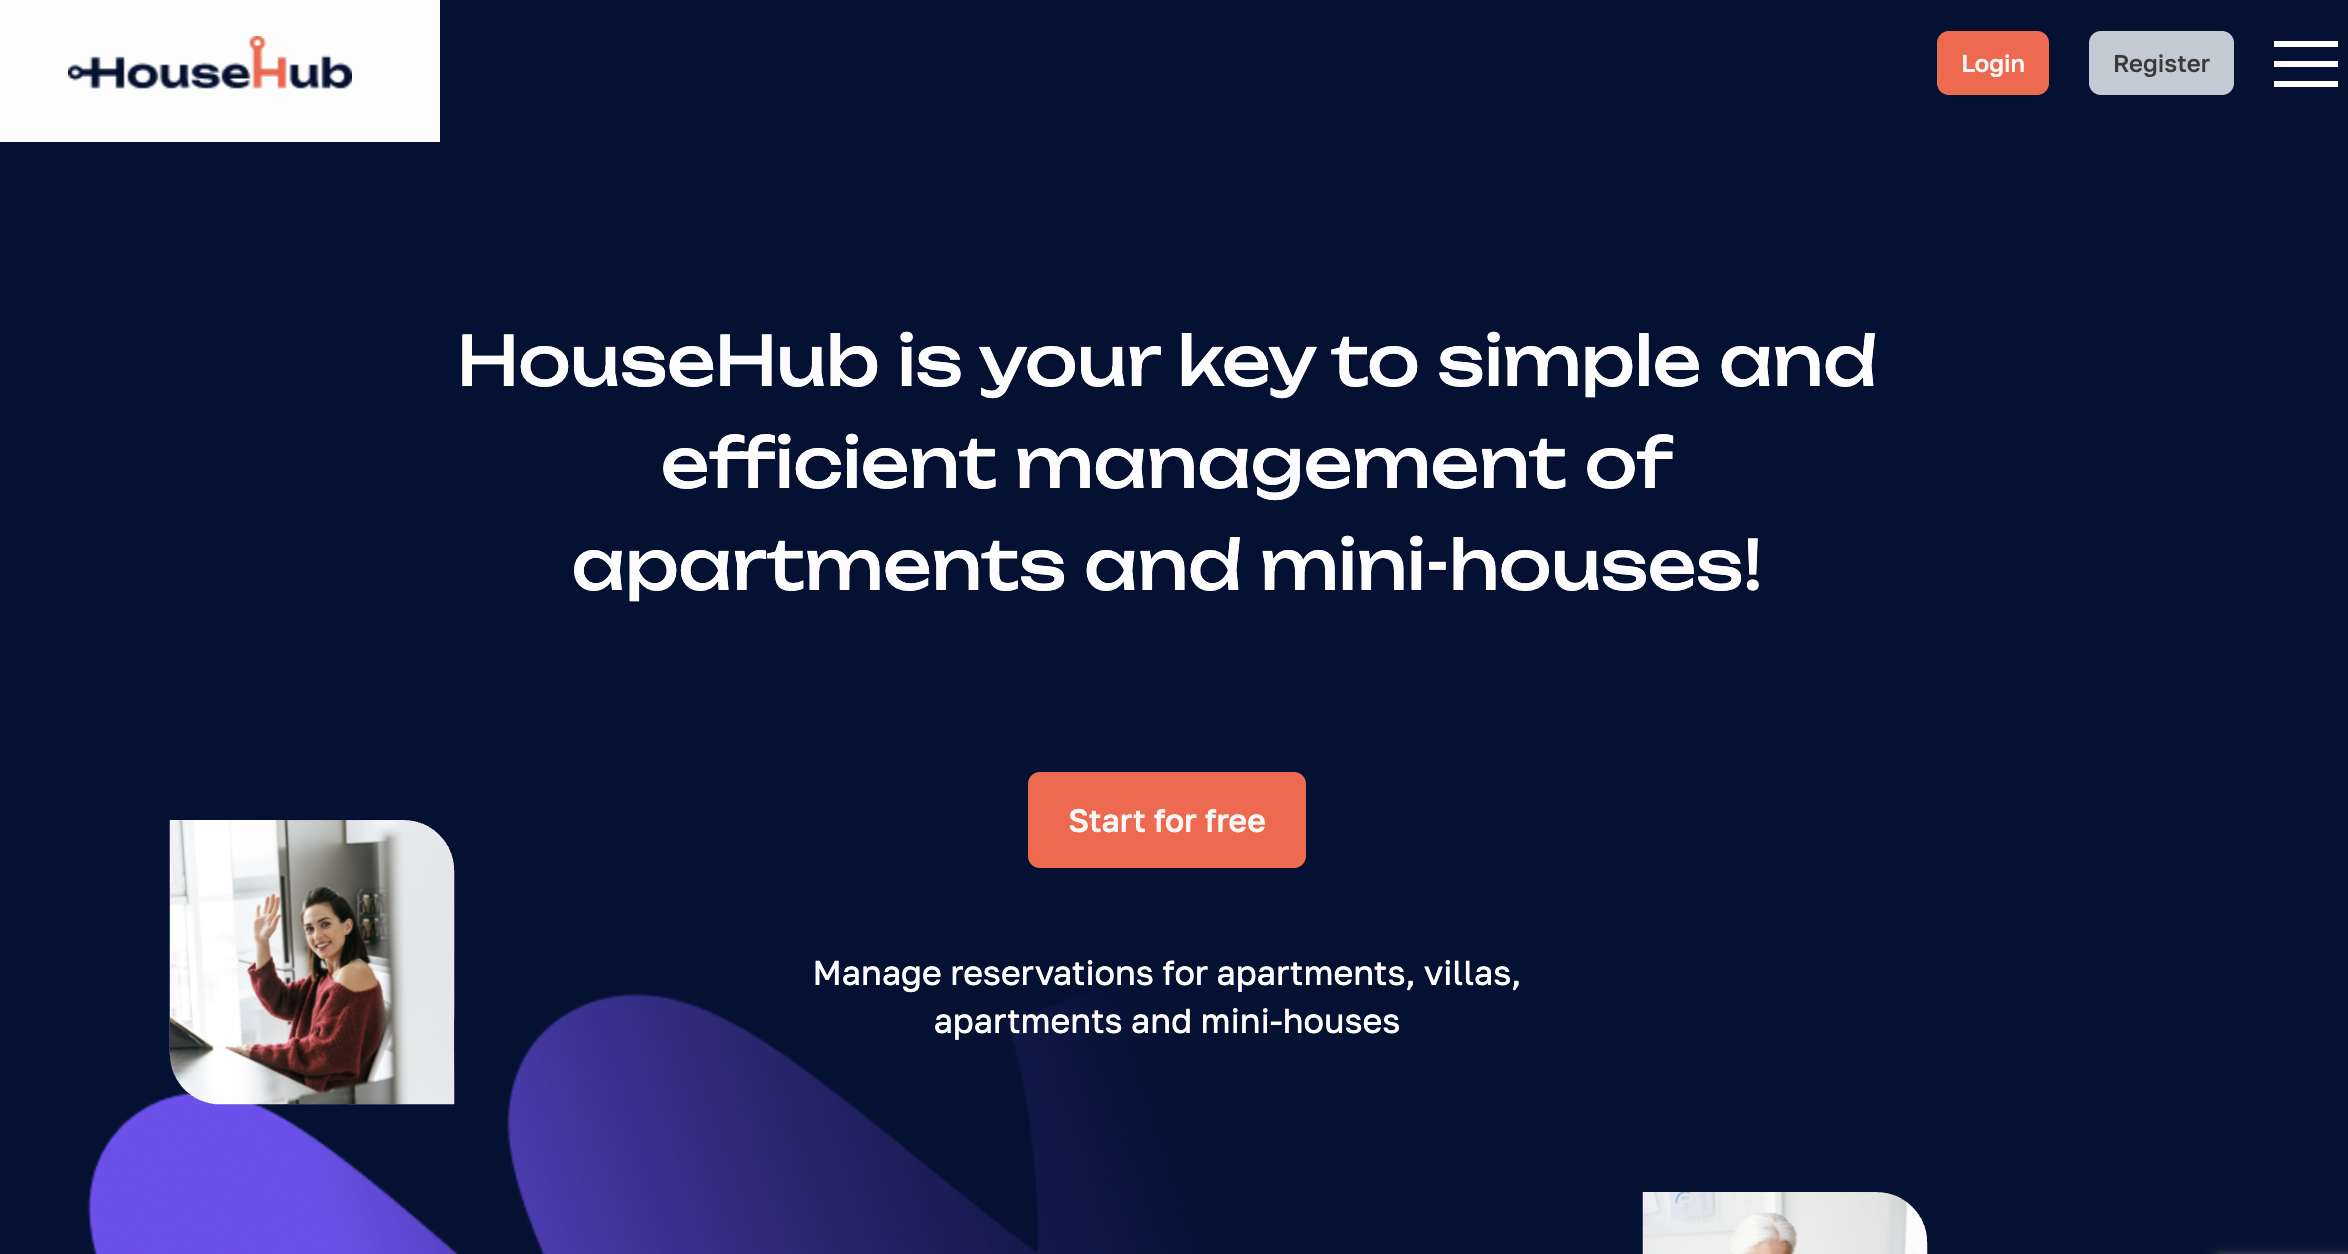 HouseHub
Login
Register
HouseHub is your key to simple and
efficient management of
apartments and mini-houses!
Start for free
Manage reservations for apartments, villas,
apartments and mini-houses